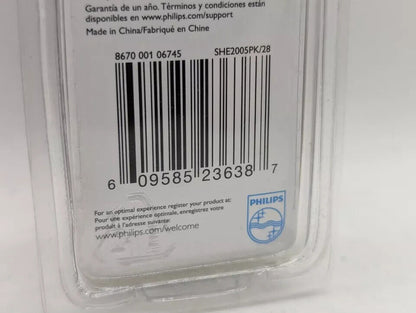 Garantía de un año. Términos y condiciones están
disponibles en www.philips.com/support
Made in China/Fabriqué en Chine
8670 001 06745 SHE2005PK/28
6 09585 23638 7
For an optimal experience register your product on
Pour une expérience optimale, enregistrez votre
produit à l'adresse suivante:
www.philips.com/welcome
PHILIPS